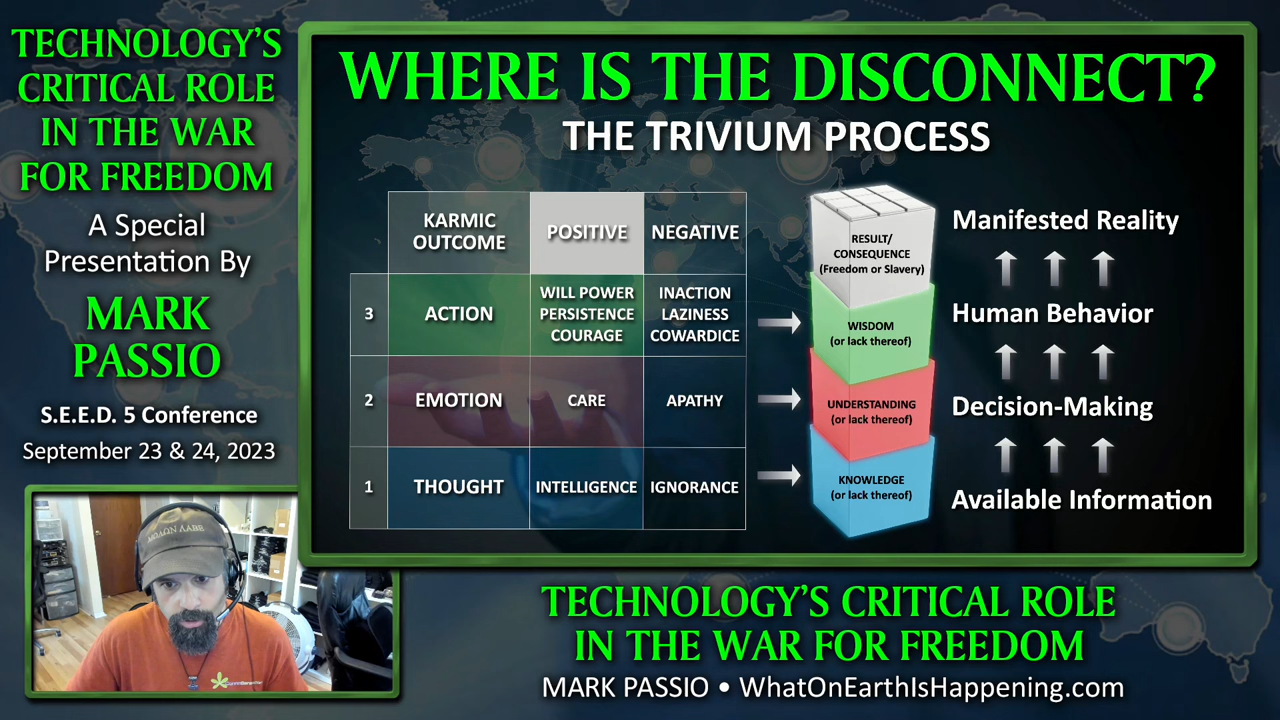 TECHNOLOGY'S
CRITICAL ROLE
IN THE WAR
FOR FREEDOM
A Special
Presentation By
MARK
PASSIO
S.E.E.D. 5 Conference
September 23 & 24, 2023
WHERE IS THE DISCONNECT?
THE TRIVIUM PROCESS
KARMIC
OUTCOME
POSITIVE
NEGATIVE
3
ACTION
WILL POWER
PERSISTENCE
COURAGE
INACTION
LAZINESS
COWARDICE
2
EMOTION
CARE
APATHY
1
THOUGHT
INTELLIGENCE
IGNORANCE
RESULT/
CONSEQUENCE
(Freedom or Slavery)
WISDOM
(or lack thereof)
UNDERSTANDING
(or lack thereof)
KNOWLEDGE
(or lack thereof)
Manifested Reality
Human Behavior
Decision-Making
Available Information
ΜΟΛΩΝ ΛΑΒΕ
TECHNOLOGY'S CRITICAL ROLE
IN THE WAR FOR FREEDOM
MARK PASSIO • WhatOnEarthIsHappening.com